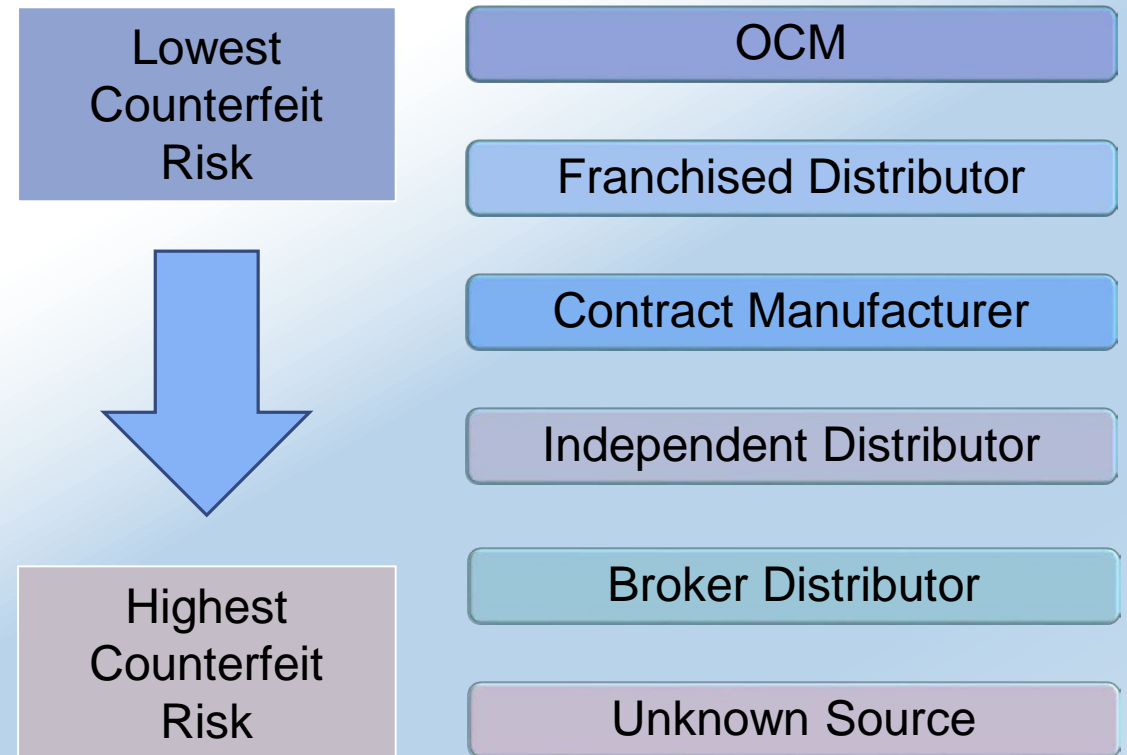 Lowest
Counterfeit
Risk
OCM
Franchised Distributor
Contract Manufacturer
Independent Distributor
Broker Distributor
Highest
Counterfeit
Risk
Unknown Source